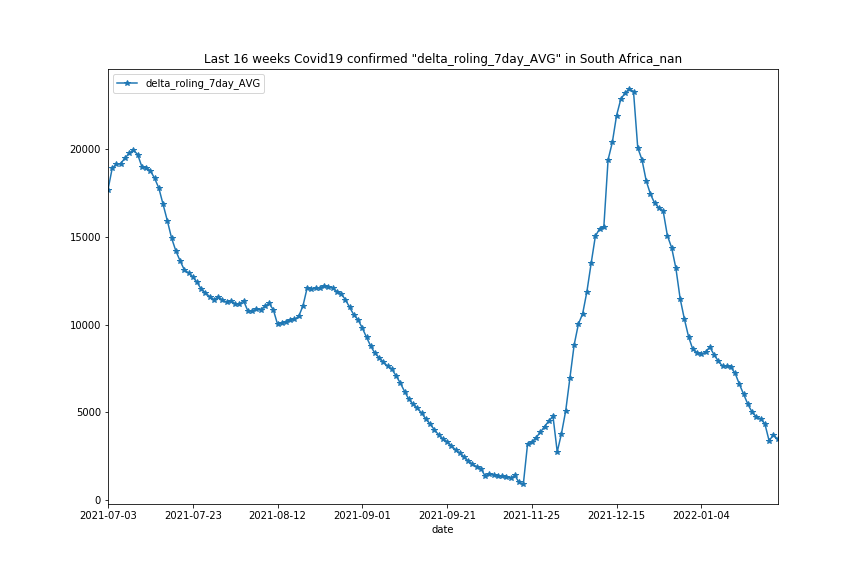 Last 16 weeks Covid19 confirmed "delta_roling_7day_AVG" in South Africa_nan
delta_roling_7day_AVG
20000
15000
10000
5000
0
2021-07-03 2021-07-23 2021-08-12 2021-09-01 2021-09-21 2021-11-25 2021-12-15 2022-01-04
date